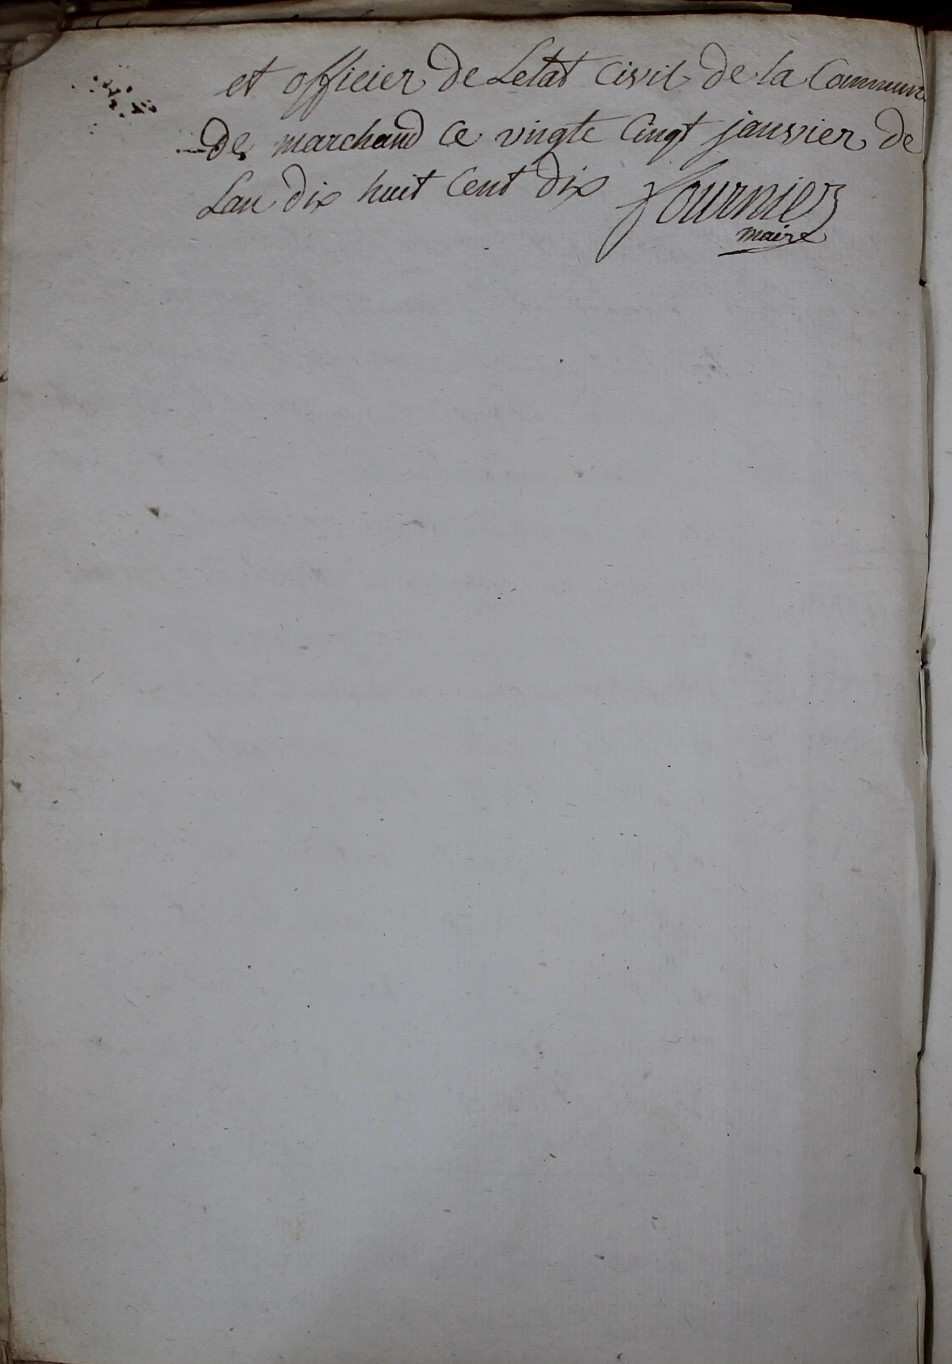 et officier de Letat civil de la Commune
de marchand ce vingte cinqt janvier de
Lan dix huit cent dix fournier
maire